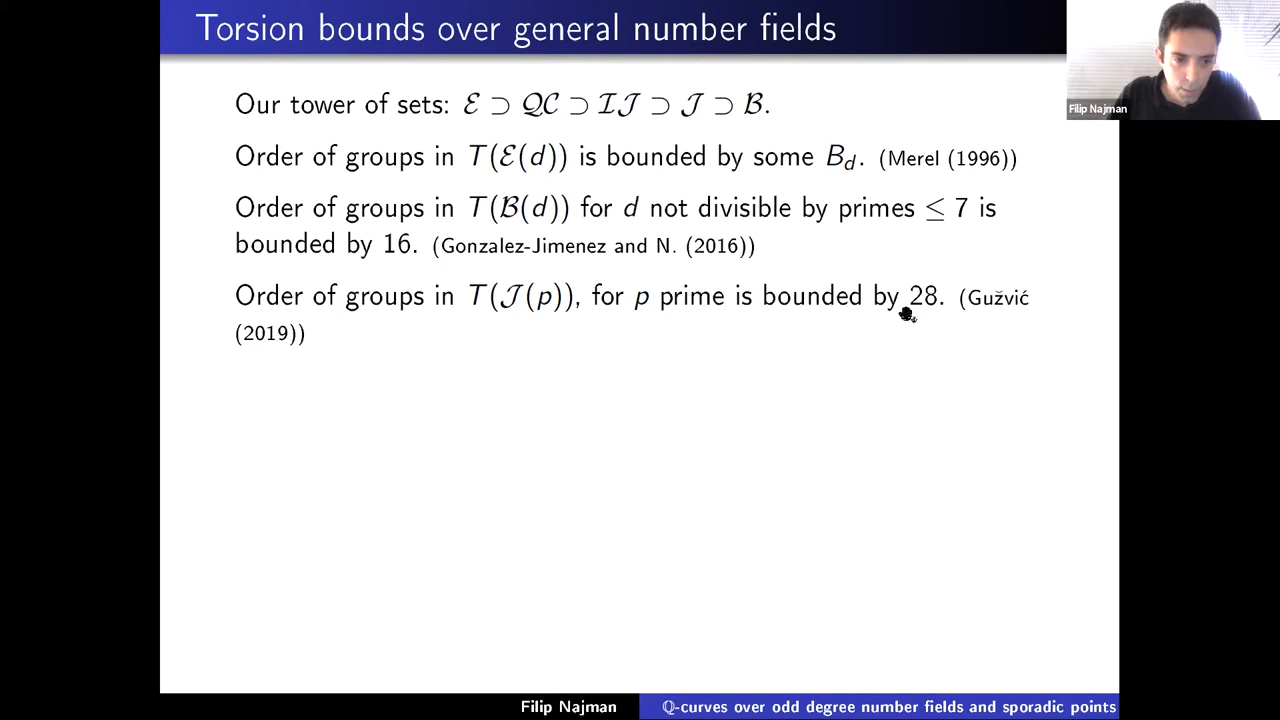 Torsion bounds over general number fields
Filip Najman
Our tower of sets: ℰ ⊃ 𝒬𝒞 ⊃ ℐ𝒥 ⊃ 𝒥 ⊃ ℬ.
Order of groups in T(ℰ(d)) is bounded by some B_d. (Merel (1996))
Order of groups in T(ℬ(d)) for d not divisible by primes ≤ 7 is
bounded by 16. (Gonzalez-Jimenez and N. (2016))
Order of groups in T(𝒥(p)), for p prime is bounded by 28. (Gužvić
(2019))
Filip Najman
ℚ-curves over odd degree number fields and sporadic points